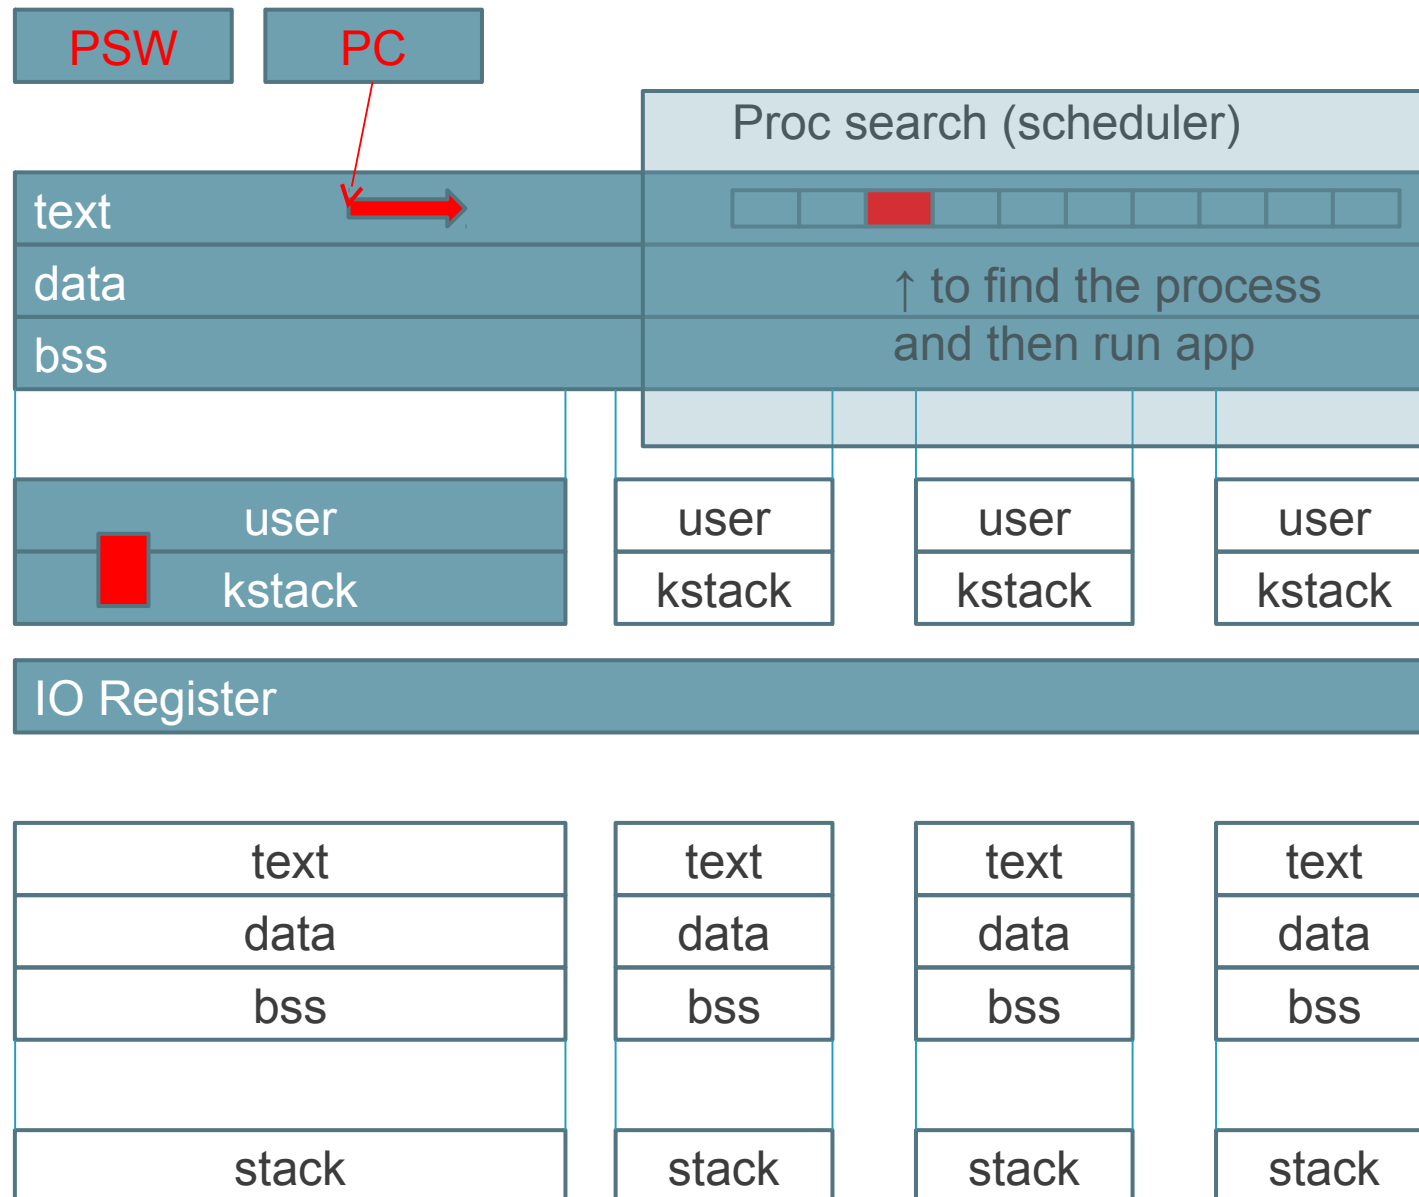 PSW PC
Proc search (scheduler)
text
data
↑ to find the process
and then run app
bss
user user user user
kstack kstack kstack kstack
IO Register
text text text text
data data data data
bss bss bss bss
stack stack stack stack